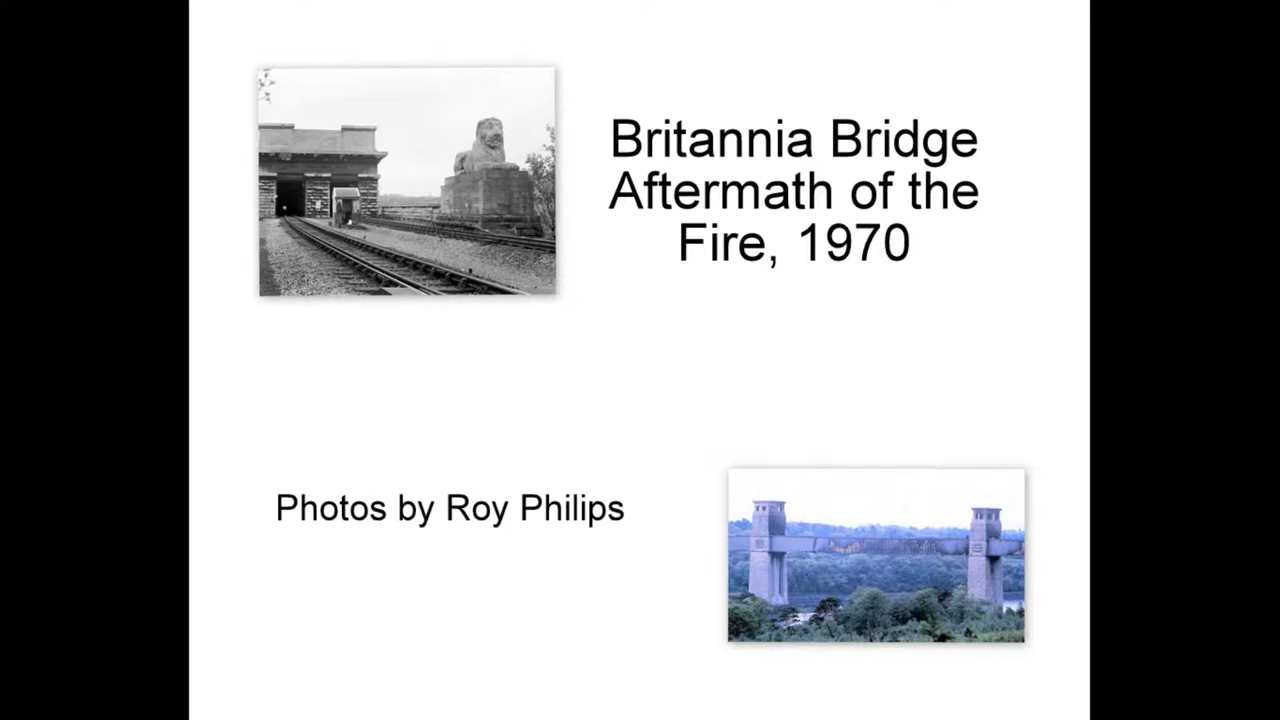 Britannia Bridge
Aftermath of the
Fire, 1970
Photos by Roy Philips